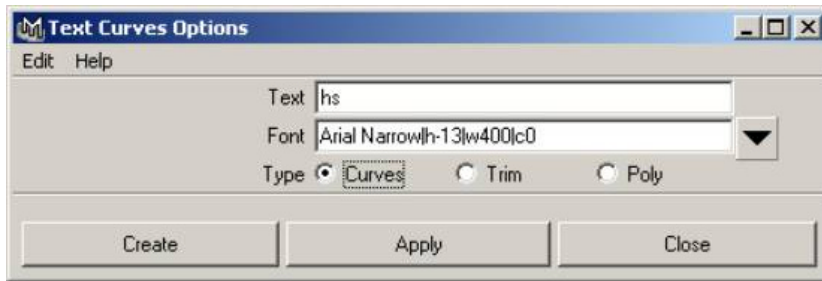 Text Curves Options
Edit Help
Text hs
Font Arial Narrow|h-13|w400|c0
Type Curves Trim Poly
Create Apply Close